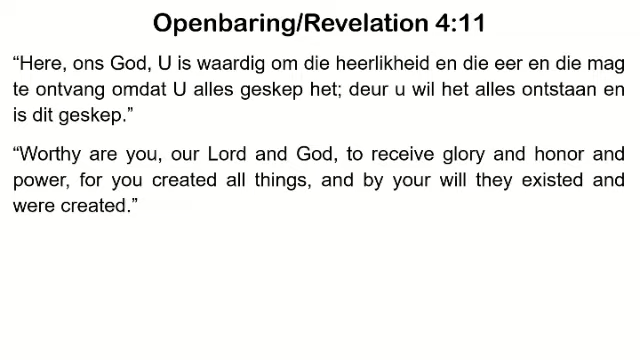 Openbaring/Revelation 4:11
“Here, ons God, U is waardig om die heerlikheid en die eer en die mag
te ontvang omdat U alles geskep het; deur u wil het alles ontstaan en
is dit geskep.”
“Worthy are you, our Lord and God, to receive glory and honor and
power, for you created all things, and by your will they existed and
were created.”